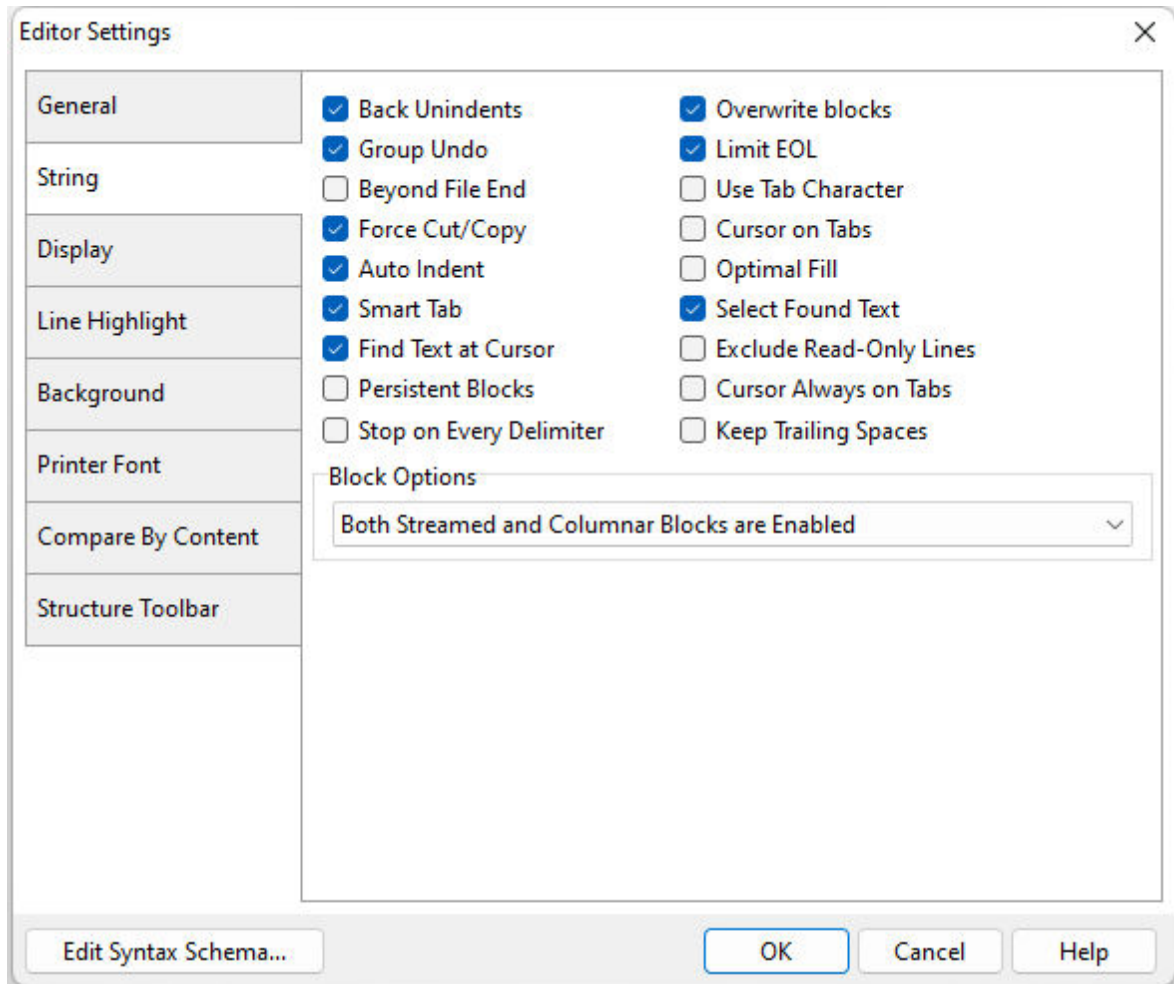 Editor Settings
General
String
Display
Line Highlight
Background
Printer Font
Compare By Content
Structure Toolbar
Back Unindents
Group Undo
Beyond File End
Force Cut/Copy
Auto Indent
Smart Tab
Find Text at Cursor
Persistent Blocks
Stop on Every Delimiter
Overwrite blocks
Limit EOL
Use Tab Character
Cursor on Tabs
Optimal Fill
Select Found Text
Exclude Read-Only Lines
Cursor Always on Tabs
Keep Trailing Spaces
Block Options
Both Streamed and Columnar Blocks are Enabled
Edit Syntax Schema...
OK
Cancel
Help